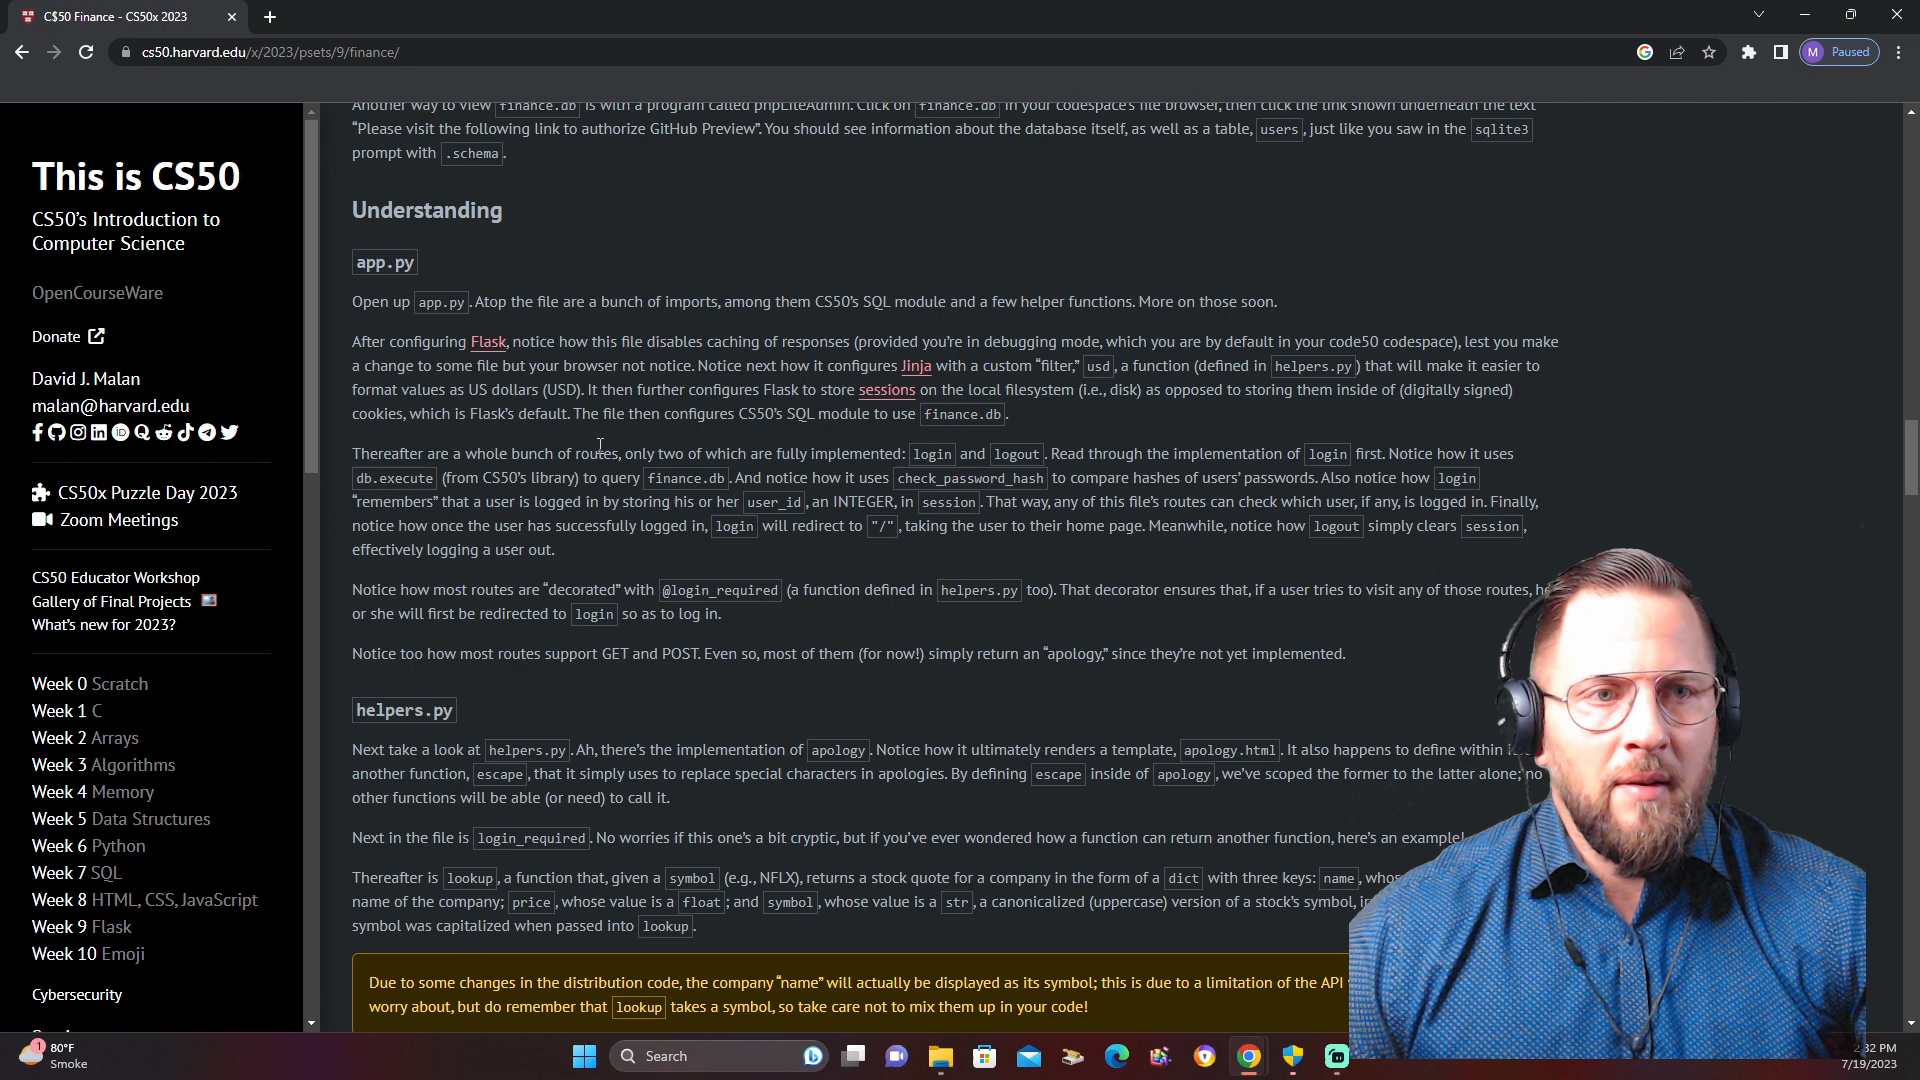 C$50 Finance - CS50x 2023
cs50.harvard.edu/x/2023/psets/9/finance/
M Paused
This is CS50
CS50’s Introduction to
Computer Science
OpenCourseWare
Donate
David J. Malan
malan@harvard.edu
CS50x Puzzle Day 2023
Zoom Meetings
CS50 Educator Workshop
Gallery of Final Projects
What’s new for 2023?
Week 0 Scratch
Week 1 C
Week 2 Arrays
Week 3 Algorithms
Week 4 Memory
Week 5 Data Structures
Week 6 Python
Week 7 SQL
Week 8 HTML, CSS, JavaScript
Week 9 Flask
Week 10 Emoji
Cybersecurity
Another way to view finance.db is with a program called phpLiteAdmin. Click on finance.db in your codespace’s file browser, then click the link shown underneath the text
“Please visit the following link to authorize GitHub Preview”. You should see information about the database itself, as well as a table, users, just like you saw in the sqlite3
prompt with .schema.
Understanding
app.py
Open up app.py. Atop the file are a bunch of imports, among them CS50’s SQL module and a few helper functions. More on those soon.
After configuring Flask, notice how this file disables caching of responses (provided you’re in debugging mode, which you are by default in your code50 codespace), lest you make
a change to some file but your browser not notice. Notice next how it configures Jinja with a custom “filter,” usd, a function (defined in helpers.py) that will make it easier to
format values as US dollars (USD). It then further configures Flask to store sessions on the local filesystem (i.e., disk) as opposed to storing them inside of (digitally signed)
cookies, which is Flask’s default. The file then configures CS50’s SQL module to use finance.db.
Thereafter are a whole bunch of routes, only two of which are fully implemented: login and logout. Read through the implementation of login first. Notice how it uses
db.execute (from CS50’s library) to query finance.db. And notice how it uses check_password_hash to compare hashes of users’ passwords. Also notice how login
“remembers” that a user is logged in by storing his or her user_id, an INTEGER, in session. That way, any of this file’s routes can check which user, if any, is logged in. Finally,
notice how once the user has successfully logged in, login will redirect to "/", taking the user to their home page. Meanwhile, notice how logout simply clears session,
effectively logging a user out.
Notice how most routes are “decorated” with @login_required (a function defined in helpers.py too). That decorator ensures that, if a user tries to visit any of those routes, he
or she will first be redirected to login so as to log in.
Notice too how most routes support GET and POST. Even so, most of them (for now!) simply return an “apology,” since they’re not yet implemented.
helpers.py
Next take a look at helpers.py. Ah, there’s the implementation of apology. Notice how it ultimately renders a template, apology.html. It also happens to define within
another function, escape, that it simply uses to replace special characters in apologies. By defining escape inside of apology, we’ve scoped the former to the latter alone; no
other functions will be able (or need) to call it.
Next in the file is login_required. No worries if this one’s a bit cryptic, but if you’ve ever wondered how a function can return another function, here’s an example!
Thereafter is lookup, a function that, given a symbol (e.g., NFLX), returns a stock quote for a company in the form of a dict with three keys: name,
name of the company; price, whose value is a float; and symbol, whose value is a str, a canonicalized (uppercase) version of a stock’s symbol,
symbol was capitalized when passed into lookup.
Due to some changes in the distribution code, the company “name” will actually be displayed as its symbol; this is due to a limitation of the API
worry about, but do remember that lookup takes a symbol, so take care not to mix them up in your code!
1
80°F
Smoke
Search
7/19/2023